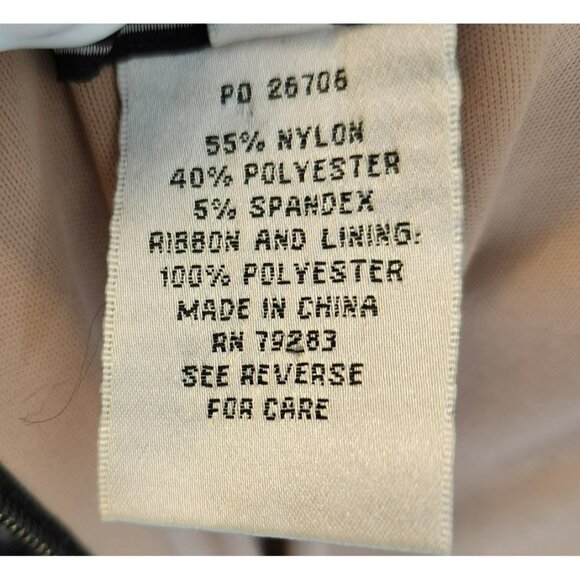 PO 26706
55% NYLON
40% POLYESTER
5% SPANDEX
RIBBON AND LINING:
100% POLYESTER
MADE IN CHINA
RN 79283
SEE REVERSE
FOR CARE